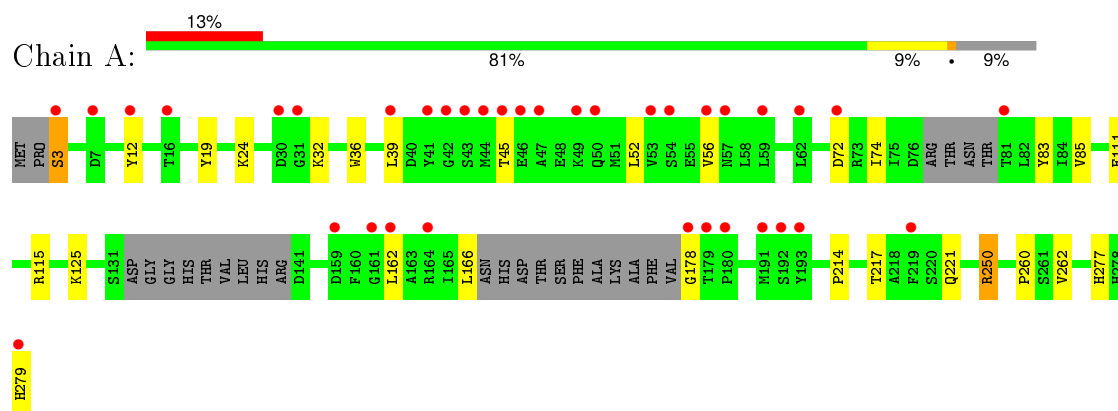 13%
Chain A:
81% 9% • 9%
MET PRO S3 D7 Y12 T16 Y19 K24 D30 G31 K32 W36 L39 D40 Y41 G42 S43 M44 T45 E46 A47 E48 K49 Q50 M51 L52 V53 S54 E55 V56 N57 L58 L59 L62 D72 R73 I74 I75 D76 ARG THR ASN THR T81 L82 Y83 I84 V85
R115 K125 S131 ASP GLY GLY HIS THR VAL LEU HIS ARG D141 D159 F160 G161 L162 A163 R164 I165 L166 ASN HIS ASP THR SER PHE ALA LYS ALA PHE VAL G178 T179 P180 M191 S192 Y193 P214 T217 A218 F219 S220 Q221 R250 P260 S261 V262 H277
H279